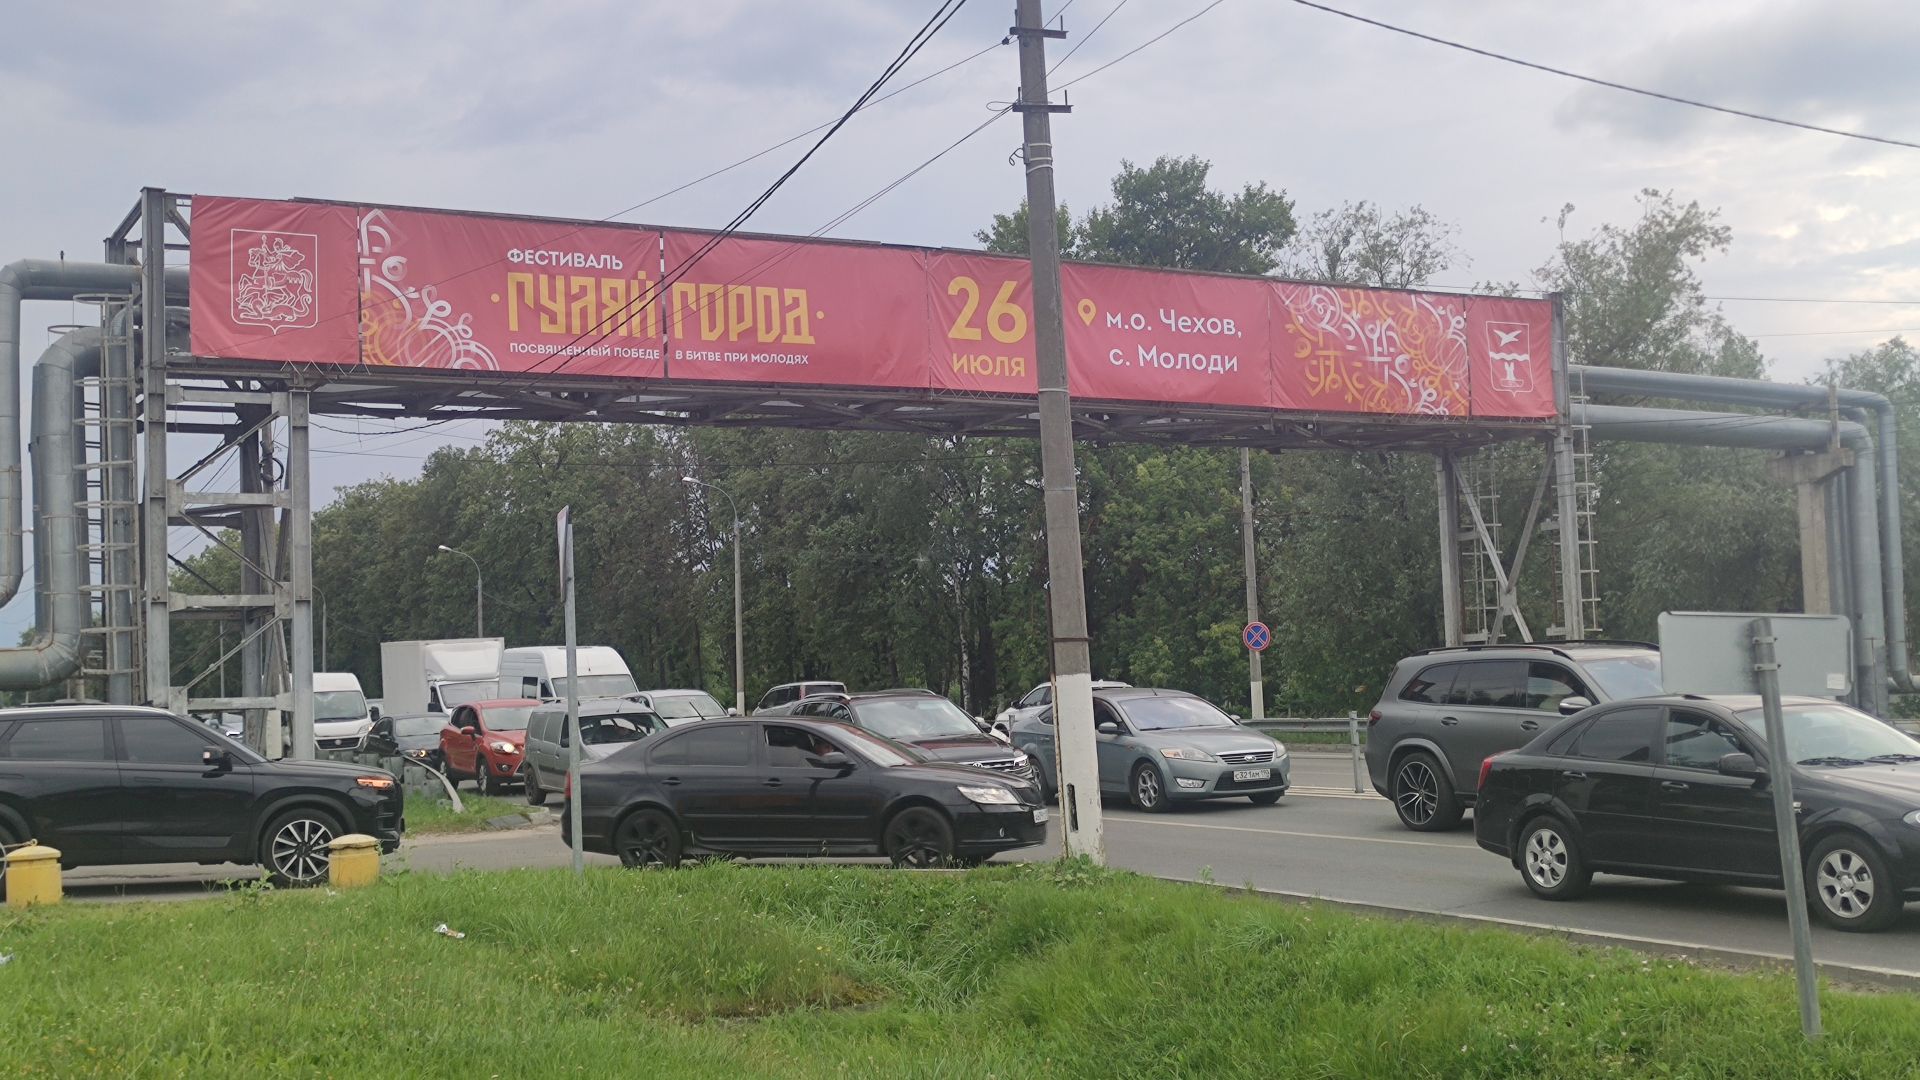 ФЕСТИВАЛЬ
· ГУЛЯЙ ГОРОД ·
ПОСВЯЩЕННЫЙ ПОБЕДЕ В БИТВЕ ПРИ МОЛОДЯХ
26
ИЮЛЯ
м.о. Чехов,
с. Молоди